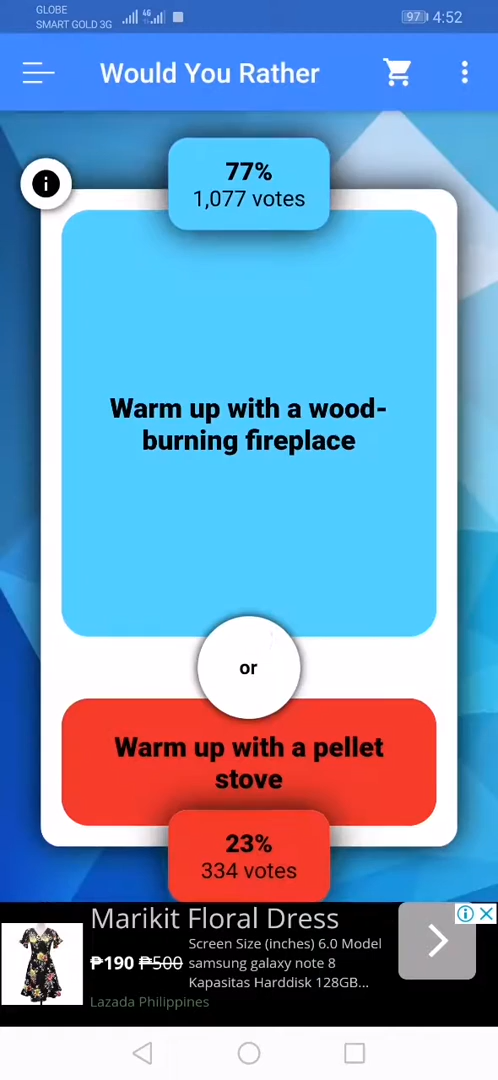 GLOBE
SMART GOLD 3G
4G
97
4:52
Would You Rather
77%
1,077 votes
Warm up with a wood-
burning fireplace
or
Warm up with a pellet
stove
23%
334 votes
Marikit Floral Dress
₱190 ₱500
Screen Size (inches) 6.0 Model
samsung galaxy note 8
Kapasitas Harddisk 128GB...
Lazada Philippines